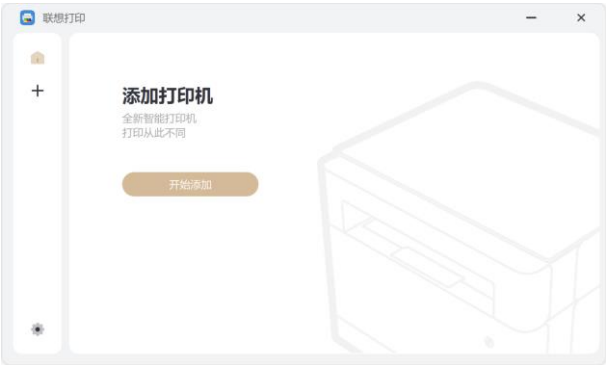 联想打印
添加打印机
全新智能打印机
打印从此不同
开始添加